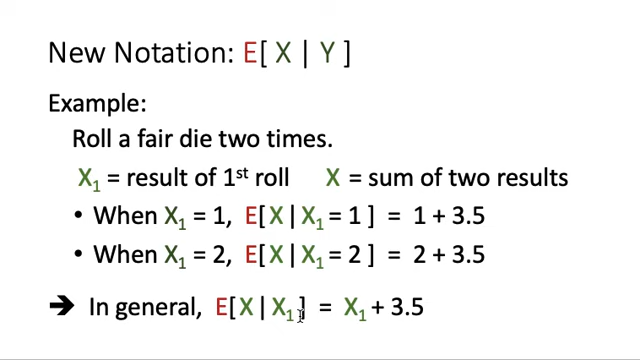 New Notation: E[ X | Y ]
Example:
Roll a fair die two times.
X₁ = result of 1ˢᵗ roll X = sum of two results
• When X₁ = 1, E[ X | X₁ = 1 ] = 1 + 3.5
• When X₁ = 2, E[ X | X₁ = 2 ] = 2 + 3.5
➔ In general, E[ X | X₁ ] = X₁ + 3.5